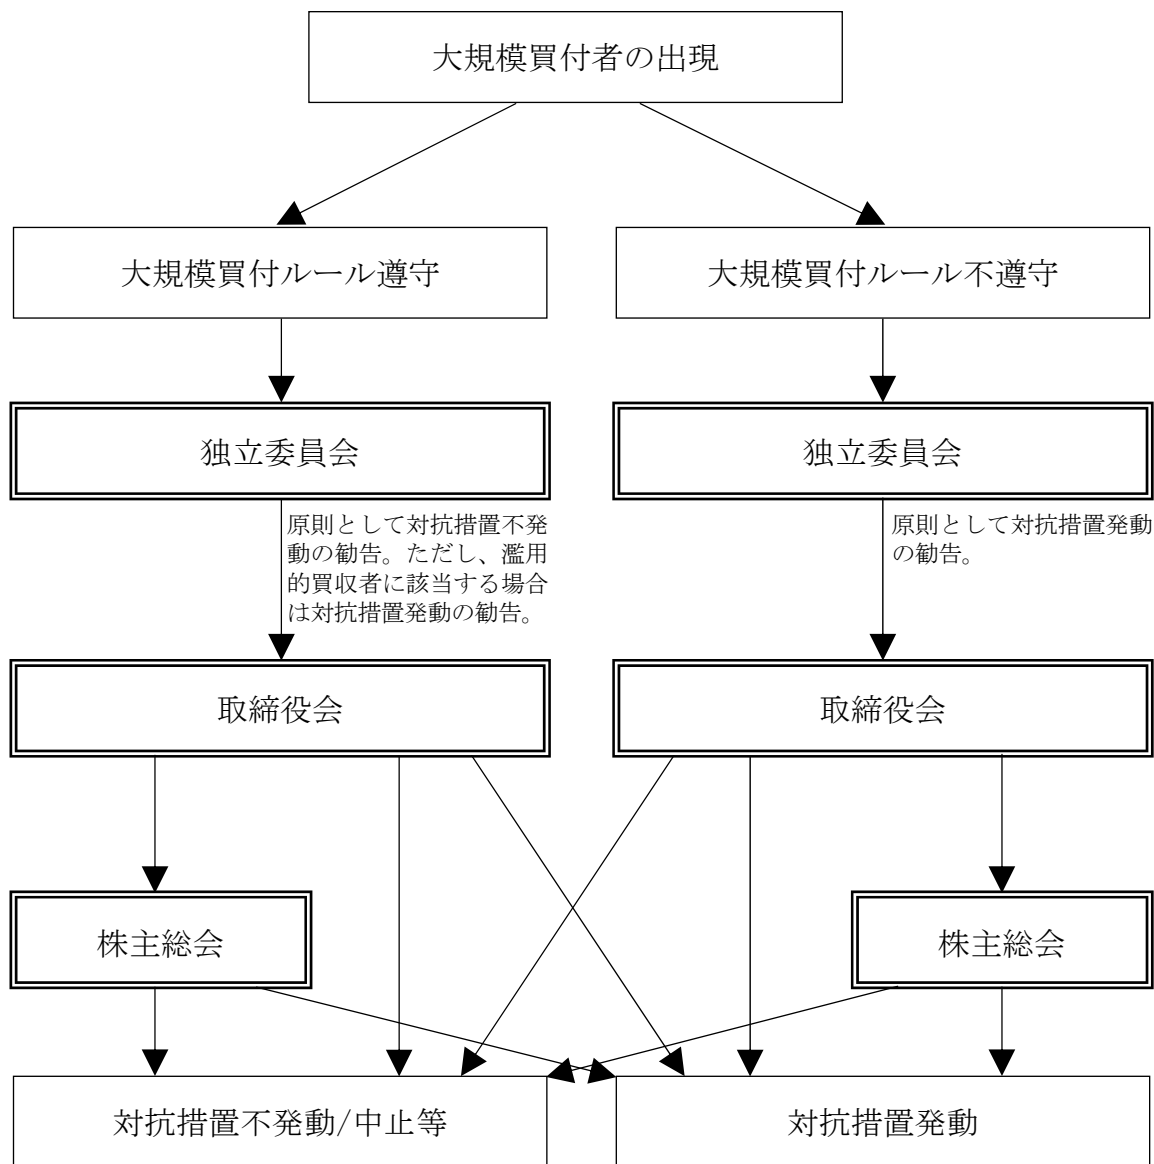 大規模買付者の出現
大規模買付ルール遵守
大規模買付ルール不遵守
独立委員会
独立委員会
原則として対抗措置不発
動の勧告。ただし、濫用
的買収者に該当する場合
は対抗措置発動の勧告。
原則として対抗措置発動
の勧告。
取締役会
取締役会
株主総会
株主総会
対抗措置不発動/中止等
対抗措置発動